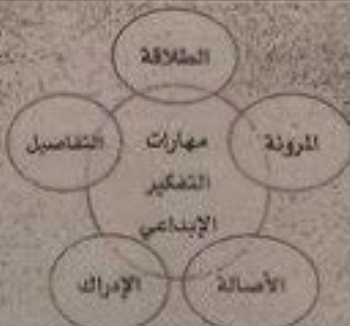 الطلاقة
المرونة
مهارات
التفاصيل
التفكير
الإبداعي
الأصالة
الإدراك